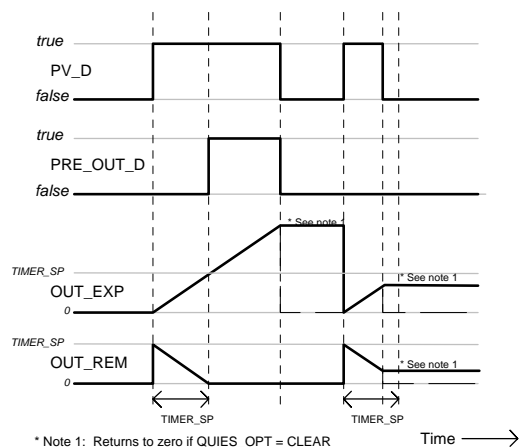 true
PV_D
false
true
PRE_OUT_D
false
* See note 1
TIMER_SP
* See note 1
OUT_EXP
0
TIMER_SP
OUT_REM
* See note 1
0
TIMER_SP
TIMER_SP
* Note 1: Returns to zero if QUIES_OPT = CLEAR
Time